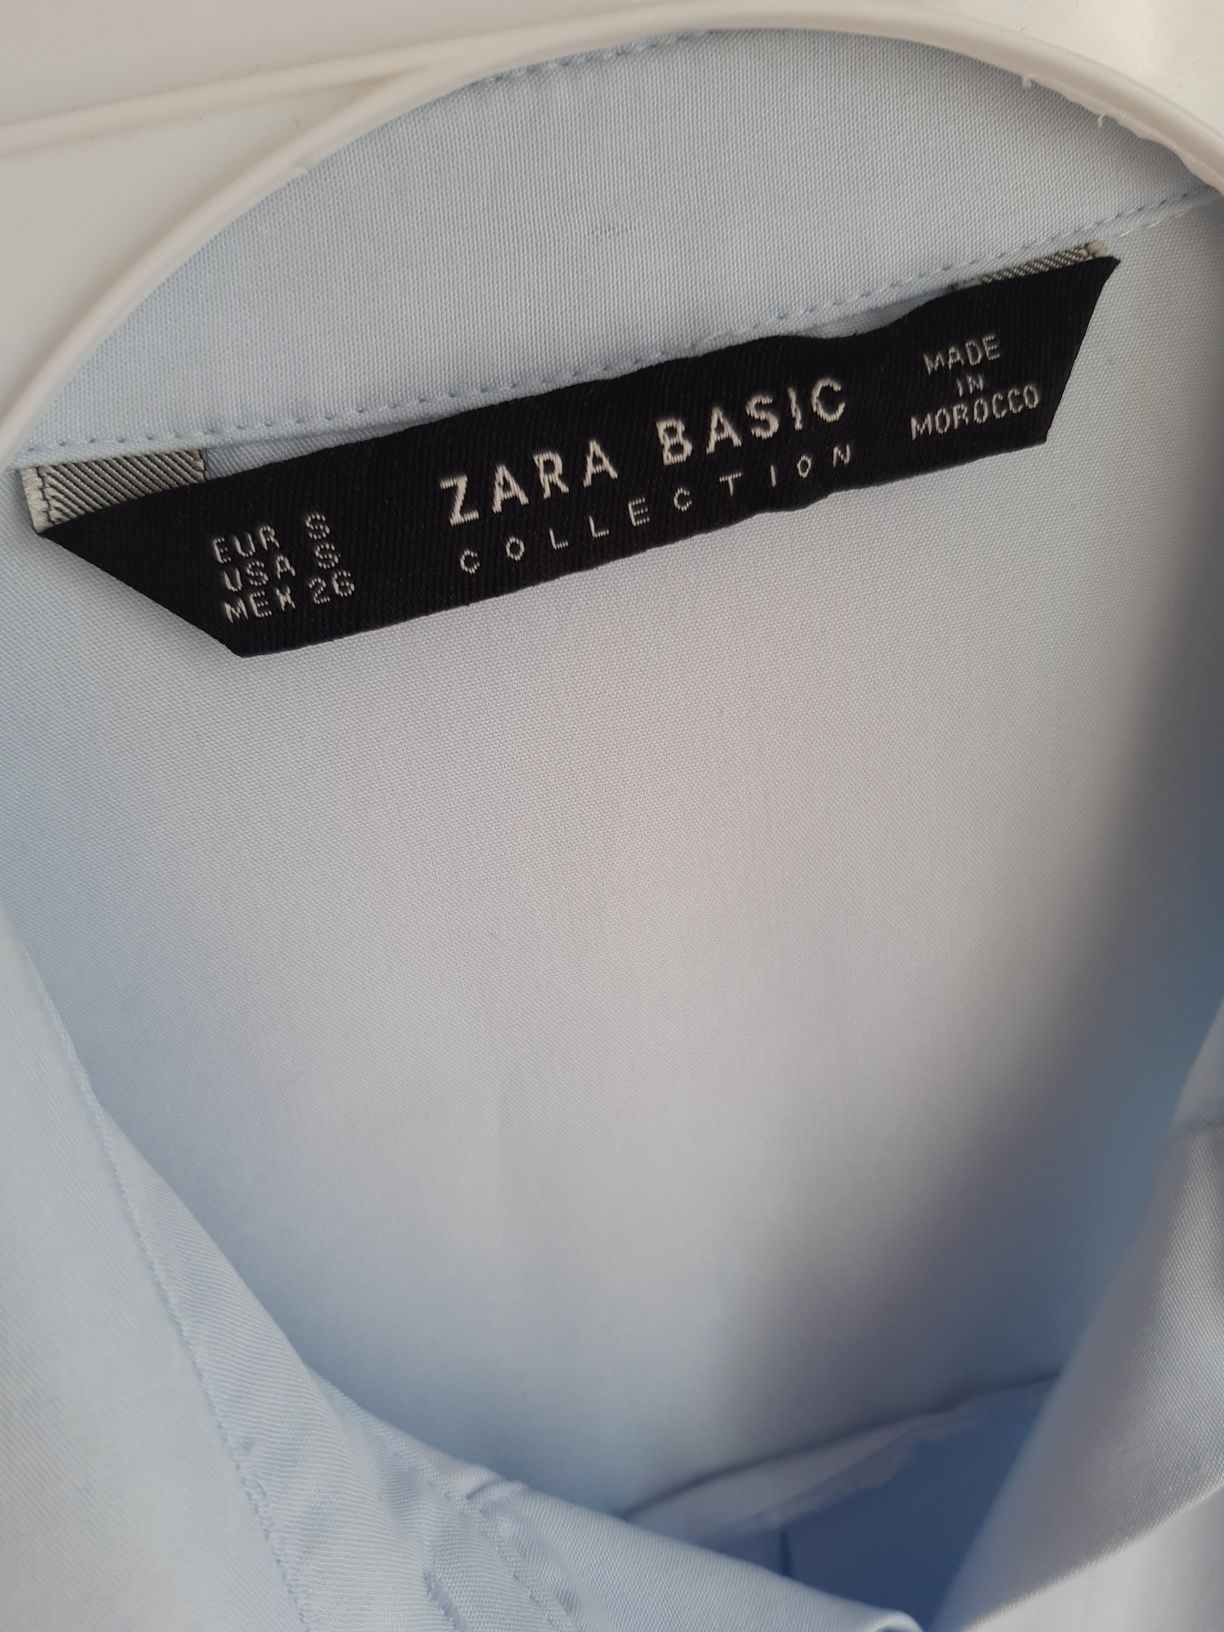 EUR S
USA S
MEX 26
ZARA BASIC
COLLECTION
MADE
IN
MOROCCO